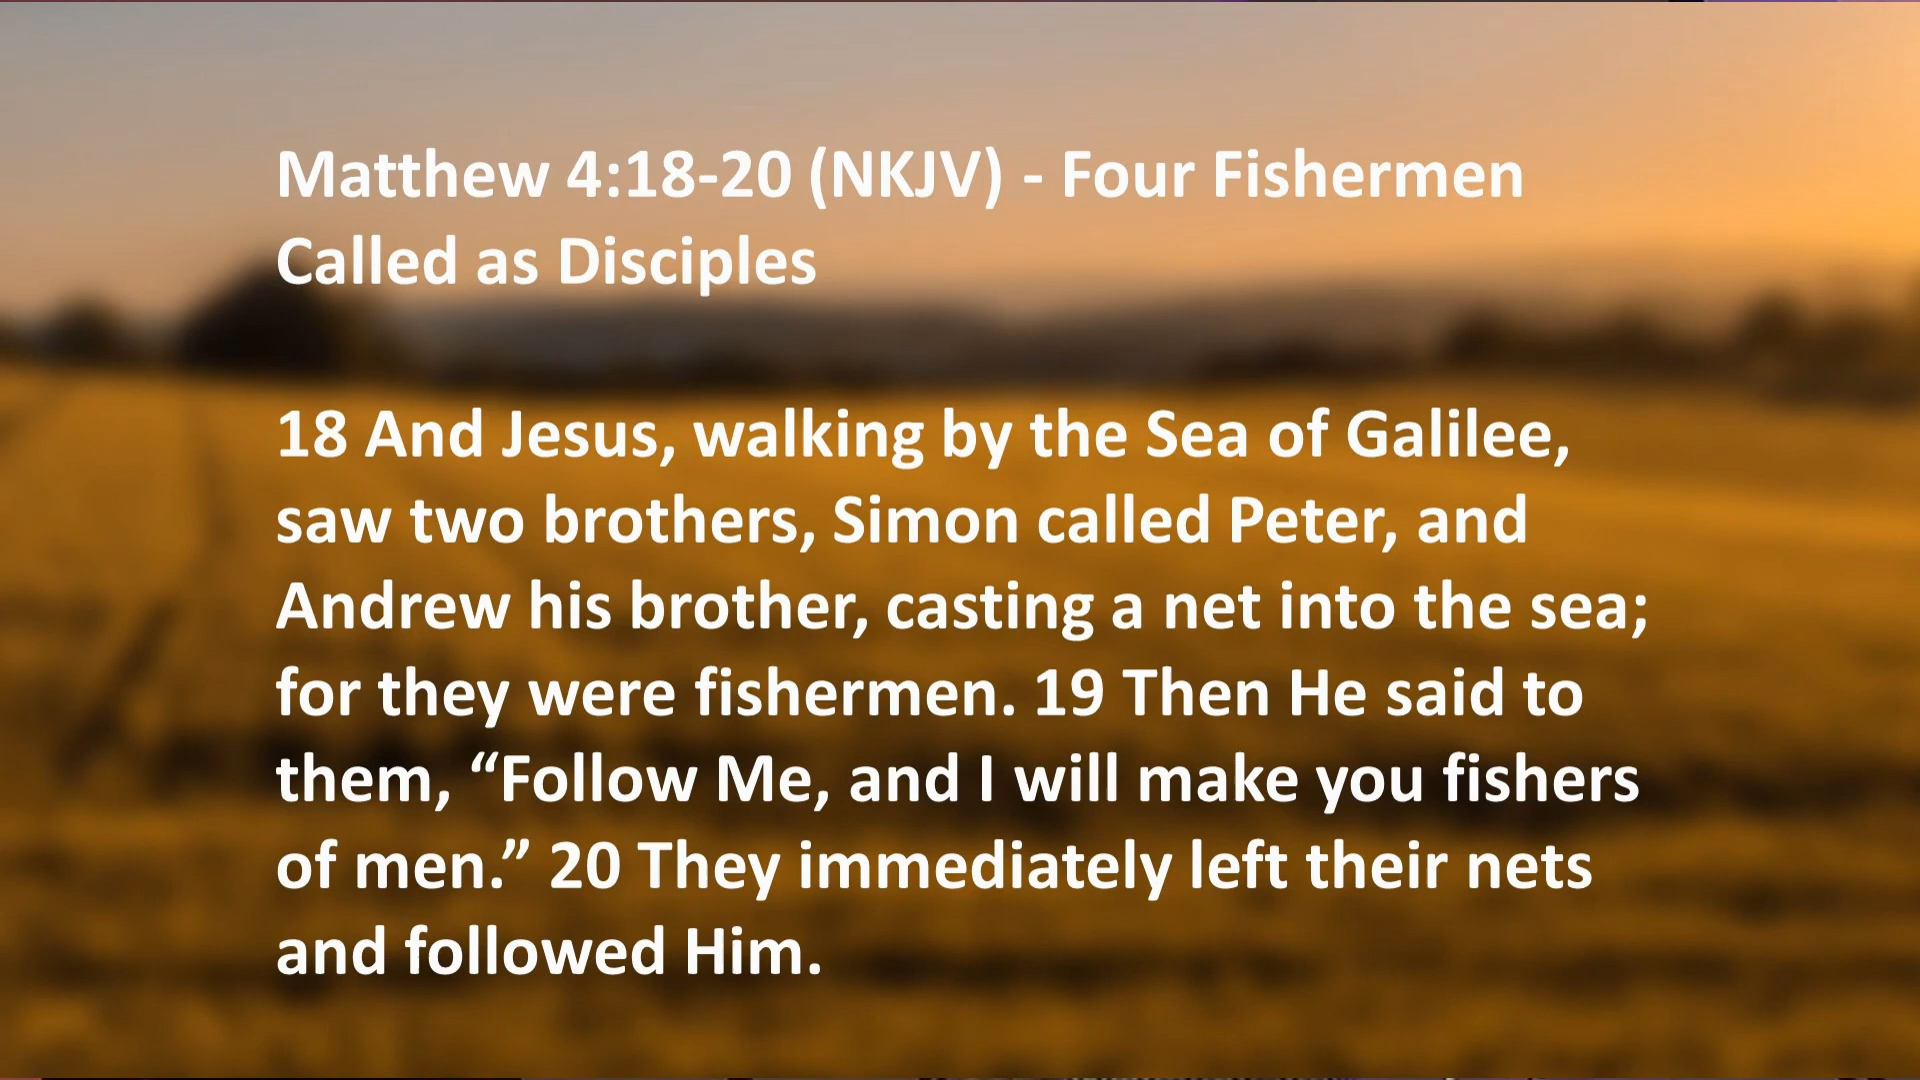 Matthew 4:18-20 (NKJV) - Four Fishermen
Called as Disciples
18 And Jesus, walking by the Sea of Galilee,
saw two brothers, Simon called Peter, and
Andrew his brother, casting a net into the sea;
for they were fishermen. 19 Then He said to
them, “Follow Me, and I will make you fishers
of men.” 20 They immediately left their nets
and followed Him.